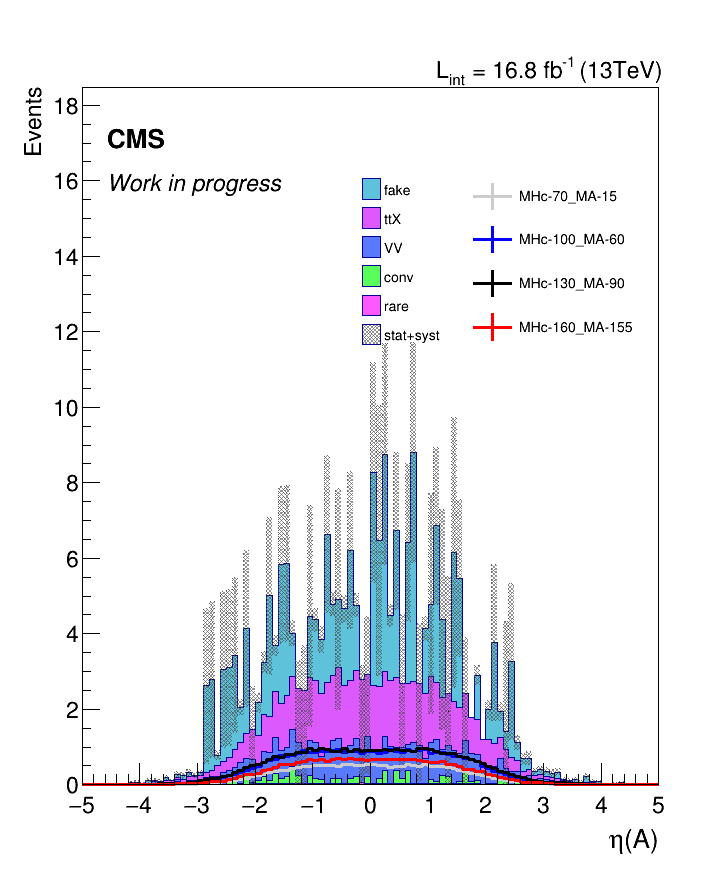 L_int = 16.8 fb^-1 (13TeV)
Events
CMS
Work in progress
fake
ttX
VV
conv
rare
stat+syst
MHc-70_MA-15
MHc-100_MA-60
MHc-130_MA-90
MHc-160_MA-155
18
16
14
12
10
8
6
4
2
0
−5 −4 −3 −2 −1 0 1 2 3 4 5
η(A)